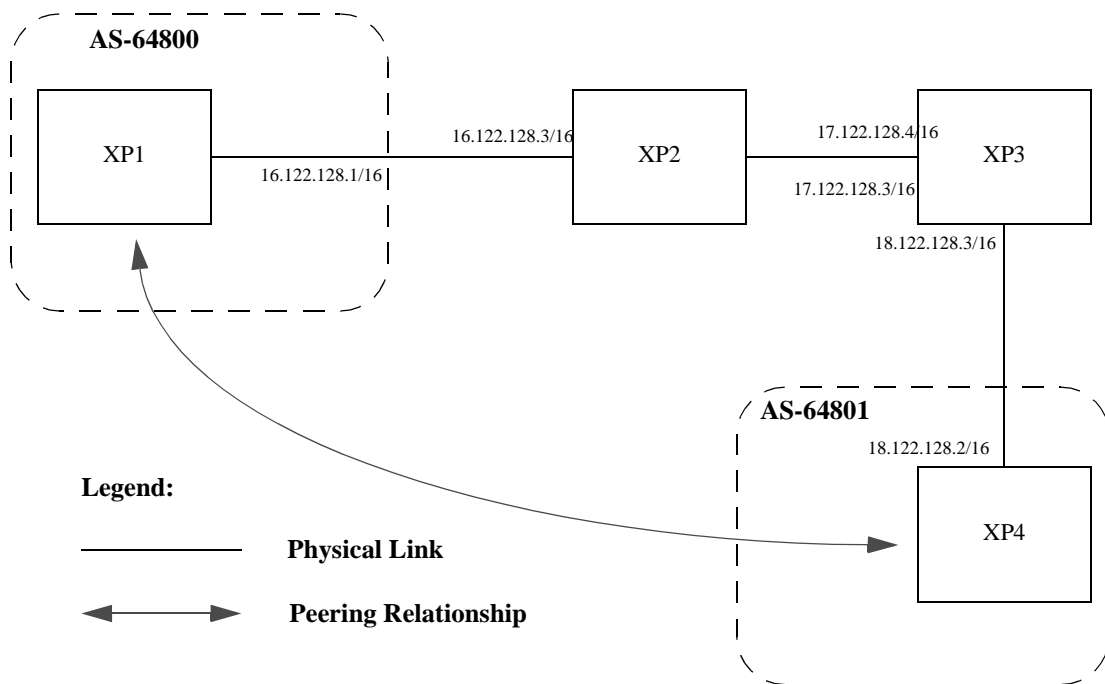 AS-64800
XP1
XP2
XP3
16.122.128.3/16
17.122.128.4/16
16.122.128.1/16
17.122.128.3/16
18.122.128.3/16
AS-64801
18.122.128.2/16
XP4
Legend:
Physical Link
Peering Relationship